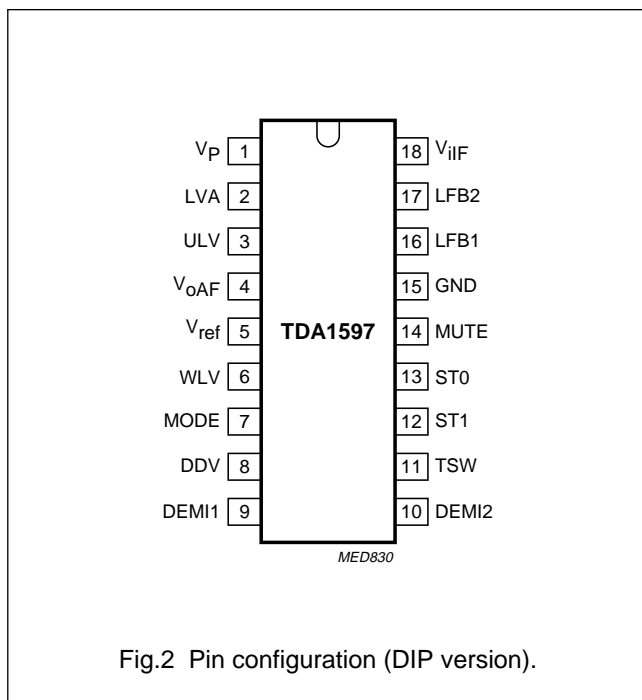 V_P 1 18 V_iIF
LVA 2 17 LFB2
ULV 3 16 LFB1
V_oAF 4 15 GND
V_ref 5 TDA1597 14 MUTE
WLV 6 13 ST0
MODE 7 12 ST1
DDV 8 11 TSW
DEMI1 9 10 DEMI2
MED830
Fig.2 Pin configuration (DIP version).